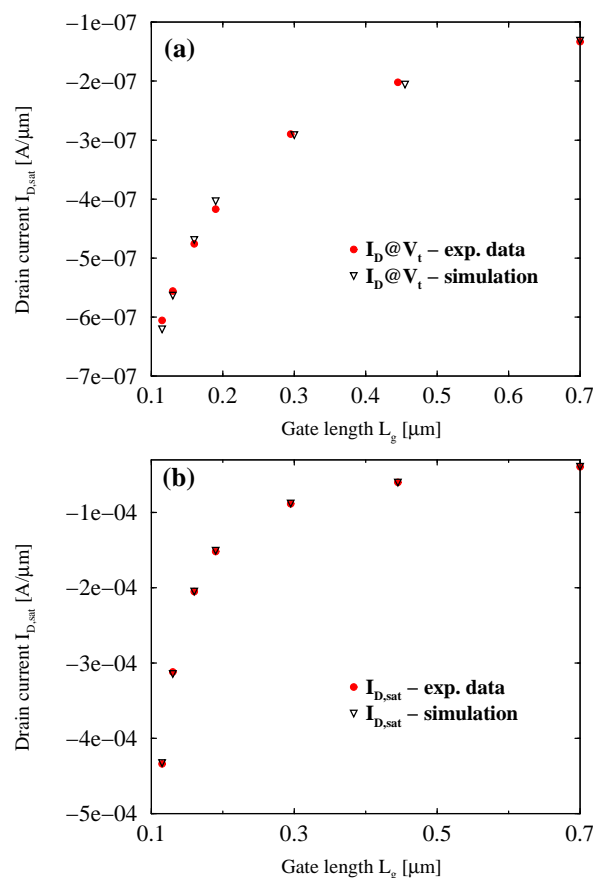 −1e−07
(a)
−2e−07
−3e−07
−4e−07
−5e−07
−6e−07
−7e−07
Drain current I_D,sat [A/μm]
I_D@V_t – exp. data
I_D@V_t – simulation
0.1 0.2 0.3 0.4 0.5 0.6 0.7
Gate length L_g [μm]
(b)
−1e−04
−2e−04
−3e−04
−4e−04
−5e−04
Drain current I_D,sat [A/μm]
I_D,sat – exp. data
I_D,sat – simulation
0.1 0.3 0.5 0.7
Gate length L_g [μm]